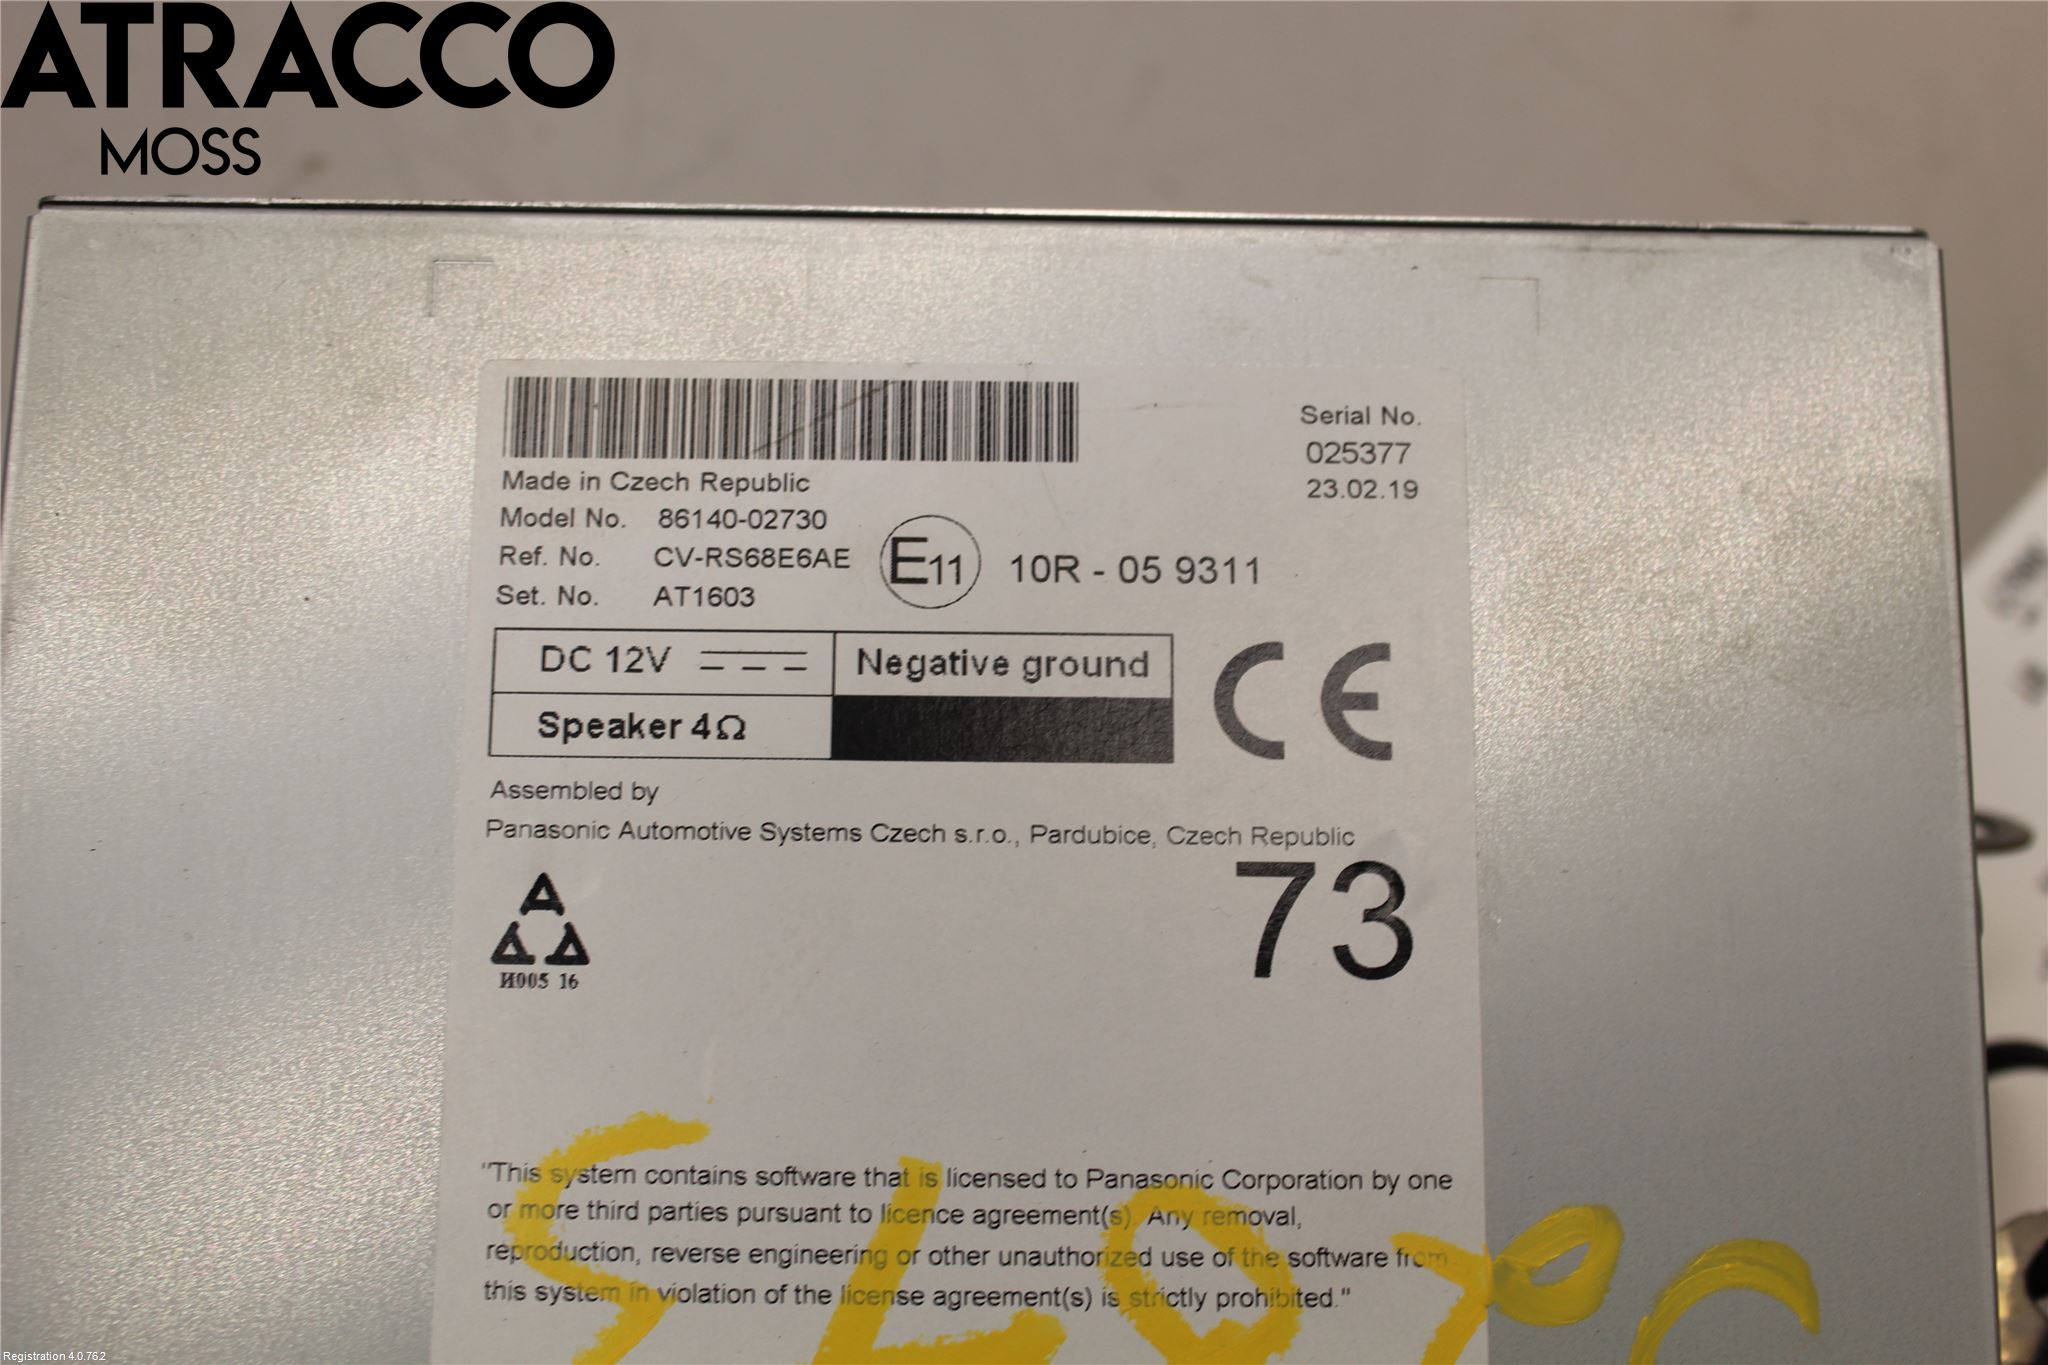 ATRACCO
MOSS
Serial No.
025377
23.02.19
Made in Czech Republic
Model No. 86140-02730
Ref. No. CV-RS68E6AE
Set. No. AT1603
E11 10R - 05 9311
DC 12V Negative ground
Speaker 4Ω
CE
Assembled by
Panasonic Automotive Systems Czech s.r.o., Pardubice, Czech Republic
73
И005 16
"This system contains software that is licensed to Panasonic Corporation by one
or more third parties pursuant to licence agreement(s). Any removal,
reproduction, reverse engineering or other unauthorized use of the software from
this system in violation of the license agreement(s) is strictly prohibited."
Registration 4.0.762